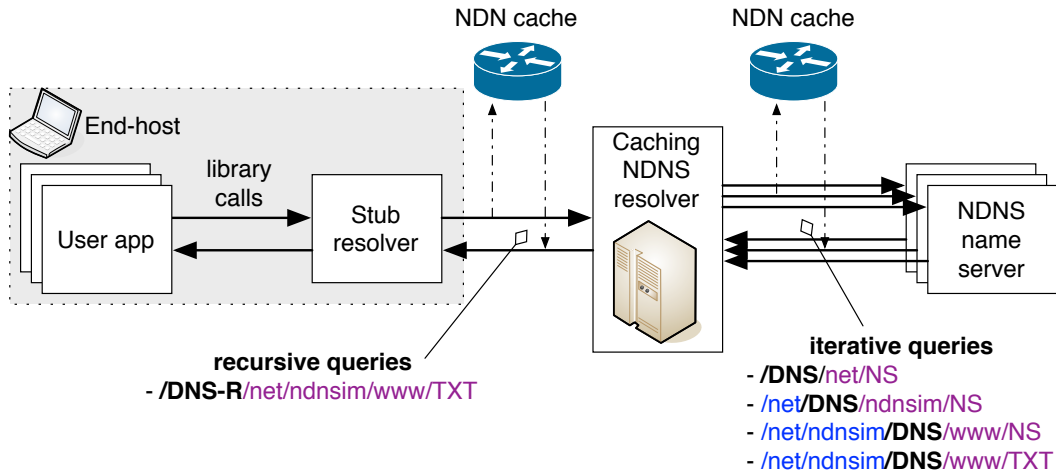 NDN cache
NDN cache
End-host
library
calls
User app
Stub
resolver
Caching
NDNS
resolver
NDNS
name
server
recursive queries
- /DNS-R/net/ndnsim/www/TXT
iterative queries
- /DNS/net/NS
- /net/DNS/ndnsim/NS
- /net/ndnsim/DNS/www/NS
- /net/ndnsim/DNS/www/TXT